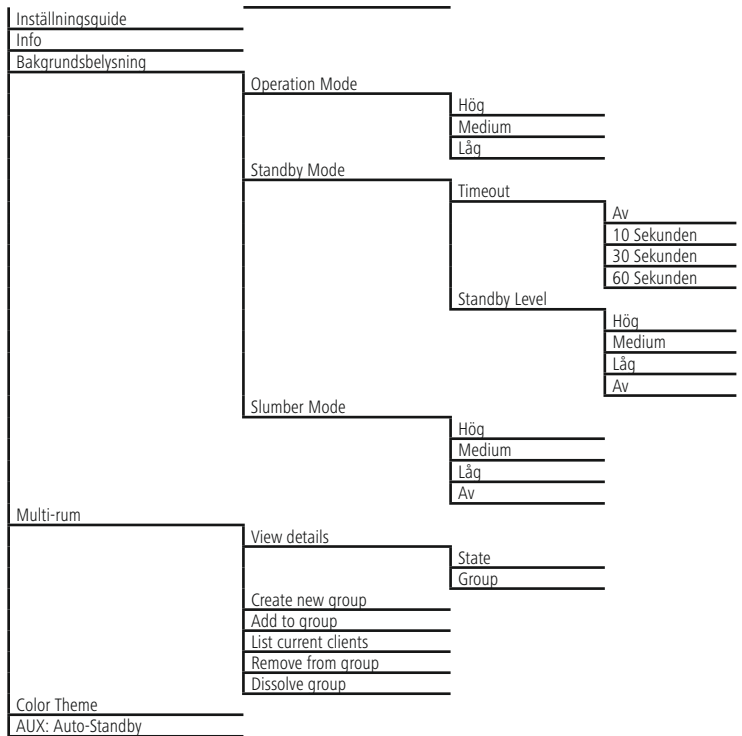 Inställningsguide
Info
Bakgrundsbelysning
Operation Mode
Hög
Medium
Låg
Standby Mode
Timeout
Av
10 Sekunden
30 Sekunden
60 Sekunden
Standby Level
Hög
Medium
Låg
Av
Slumber Mode
Hög
Medium
Låg
Av
Multi-rum
View details
State
Group
Create new group
Add to group
List current clients
Remove from group
Dissolve group
Color Theme
AUX: Auto-Standby